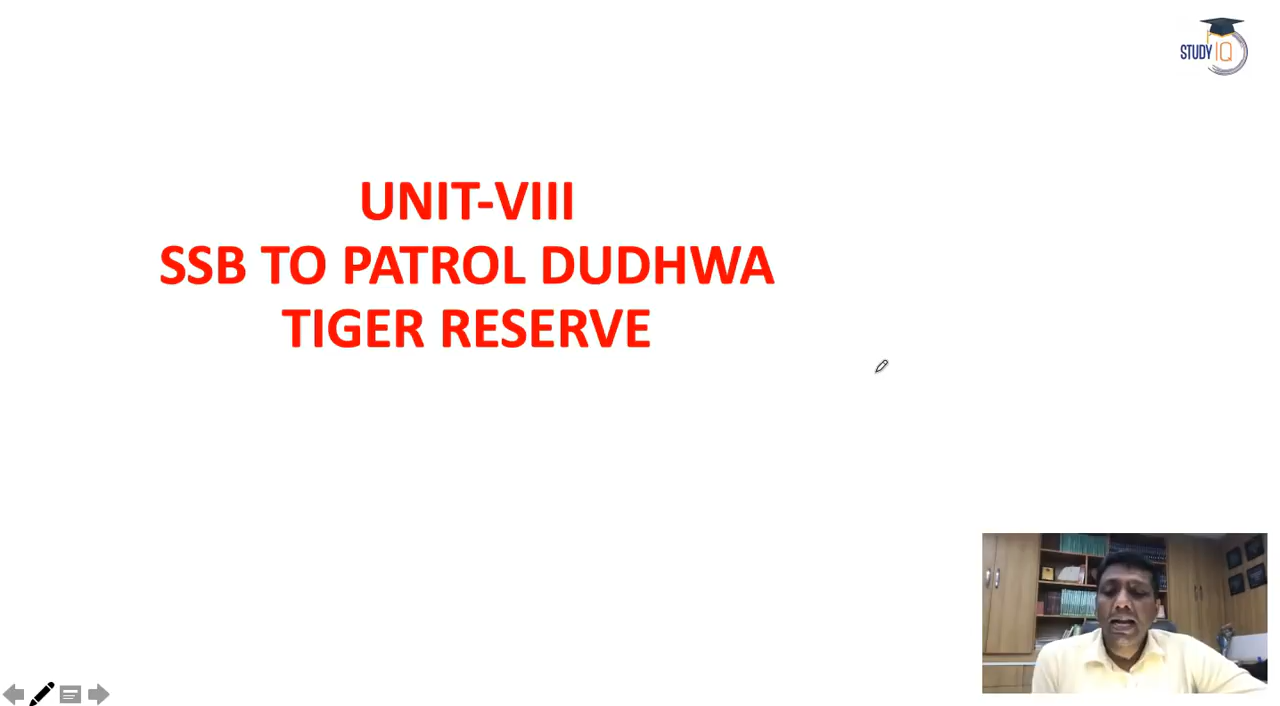 STUDY IQ
UNIT-VIII
SSB TO PATROL DUDHWA
TIGER RESERVE